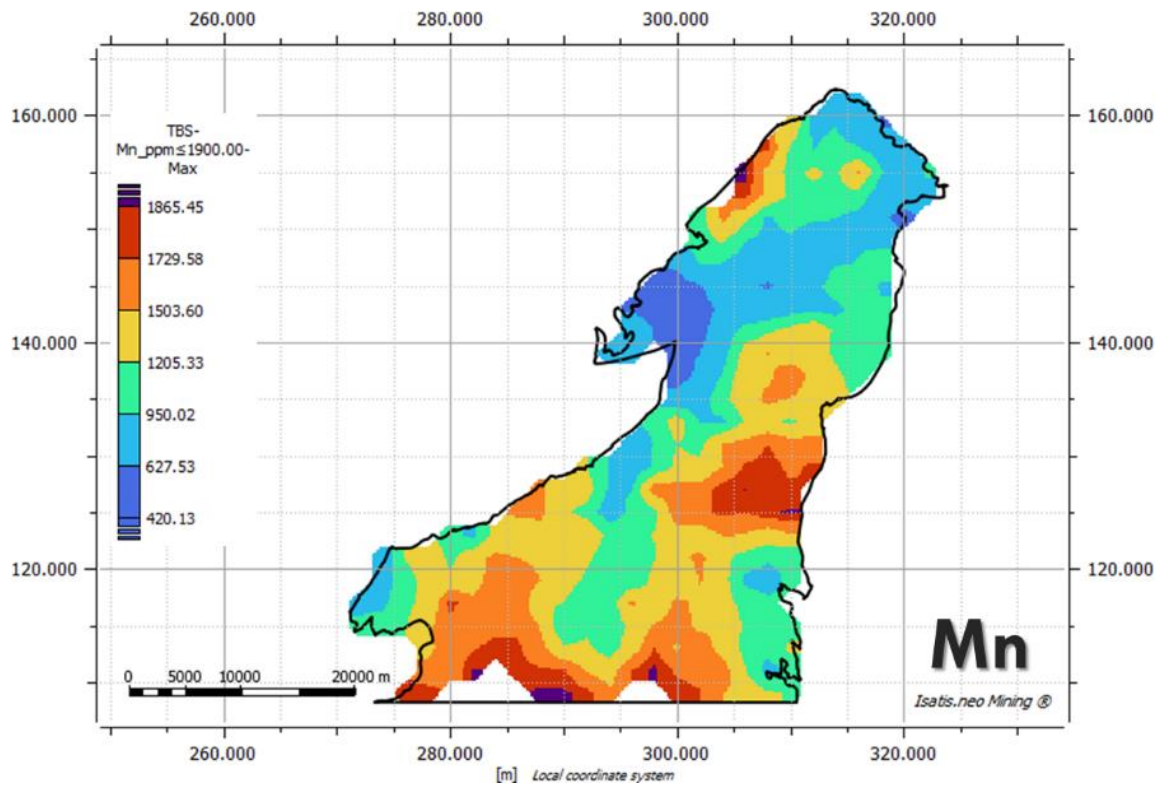 260.000 280.000 300.000 320.000
160.000 160.000
TBS-
Mn_ppm≤1900.00-
Max
1865.45
1729.58
1503.60
1205.33
950.02
627.53
420.13
140.000 140.000
120.000 120.000
Mn
0 5000 10000 20000 m
Isatis.neo Mining ®
260.000 280.000 300.000 320.000
[m] Local coordinate system